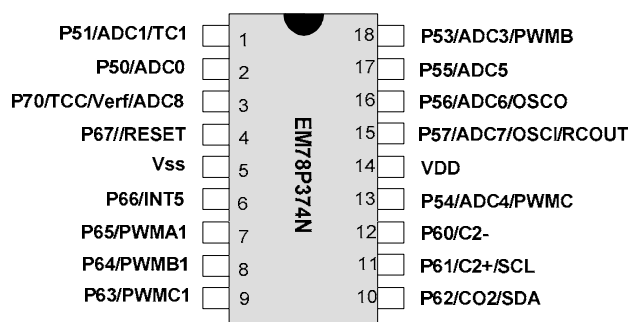 P51/ADC1/TC1 1 18 P53/ADC3/PWMB
P50/ADC0 2 17 P55/ADC5
P70/TCC/Verf/ADC8 3 16 P56/ADC6/OSCO
P67//RESET 4 15 P57/ADC7/OSCI/RCOUT
Vss 5 14 VDD
P66/INT5 6 13 P54/ADC4/PWMC
P65/PWMA1 7 12 P60/C2-
P64/PWMB1 8 11 P61/C2+/SCL
P63/PWMC1 9 10 P62/CO2/SDA
EM78P374N